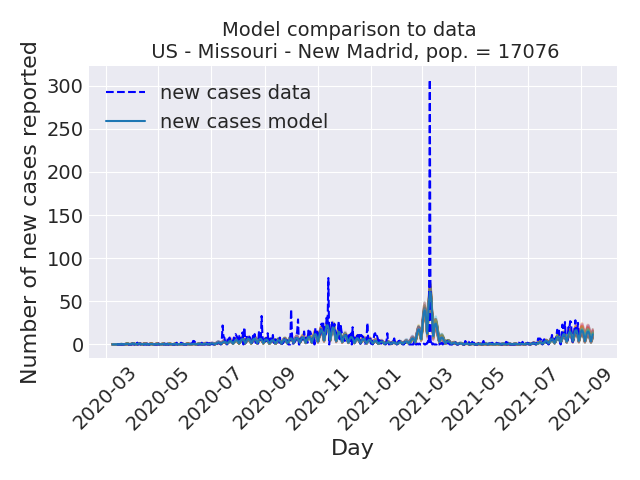 Model comparison to data
US - Missouri - New Madrid, pop. = 17076
Number of new cases reported
300
250
200
150
100
50
0
new cases data
new cases model
2020-03
2020-05
2020-07
2020-09
2020-11
2021-01
2021-03
2021-05
2021-07
2021-09
Day